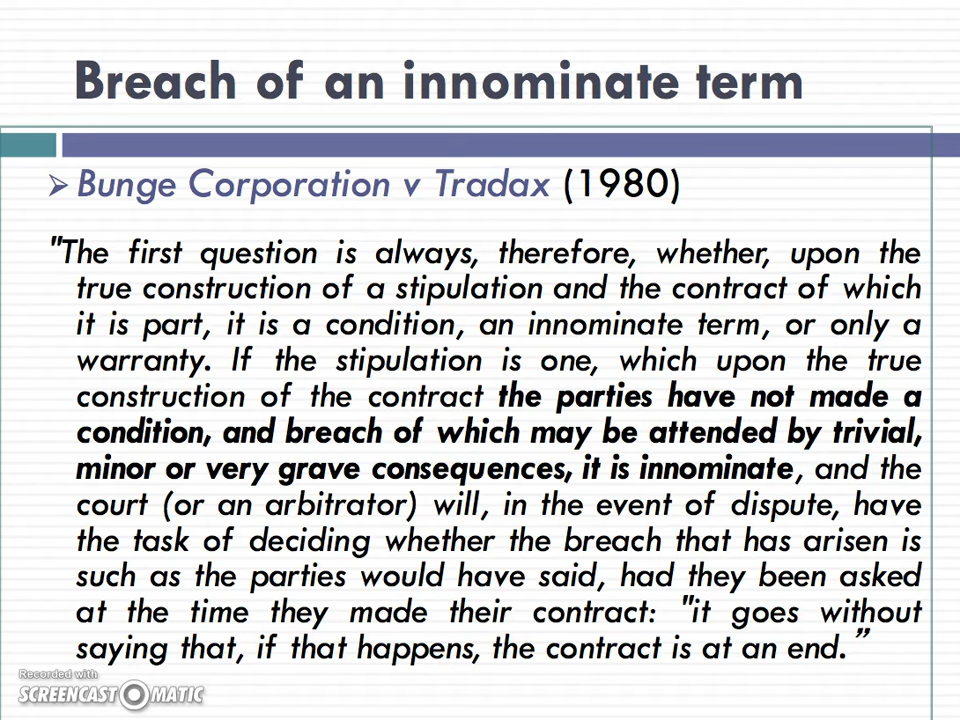 Breach of an innominate term
Bunge Corporation v Tradax (1980)
"The first question is always, therefore, whether, upon the
true construction of a stipulation and the contract of which
it is part, it is a condition, an innominate term, or only a
warranty. If the stipulation is one, which upon the true
construction of the contract the parties have not made a
condition, and breach of which may be attended by trivial,
minor or very grave consequences, it is innominate, and the
court (or an arbitrator) will, in the event of dispute, have
the task of deciding whether the breach that has arisen is
such as the parties would have said, had they been asked
at the time they made their contract: "it goes without
saying that, if that happens, the contract is at an end.”
Recorded with
SCREENCAST-O-MATIC